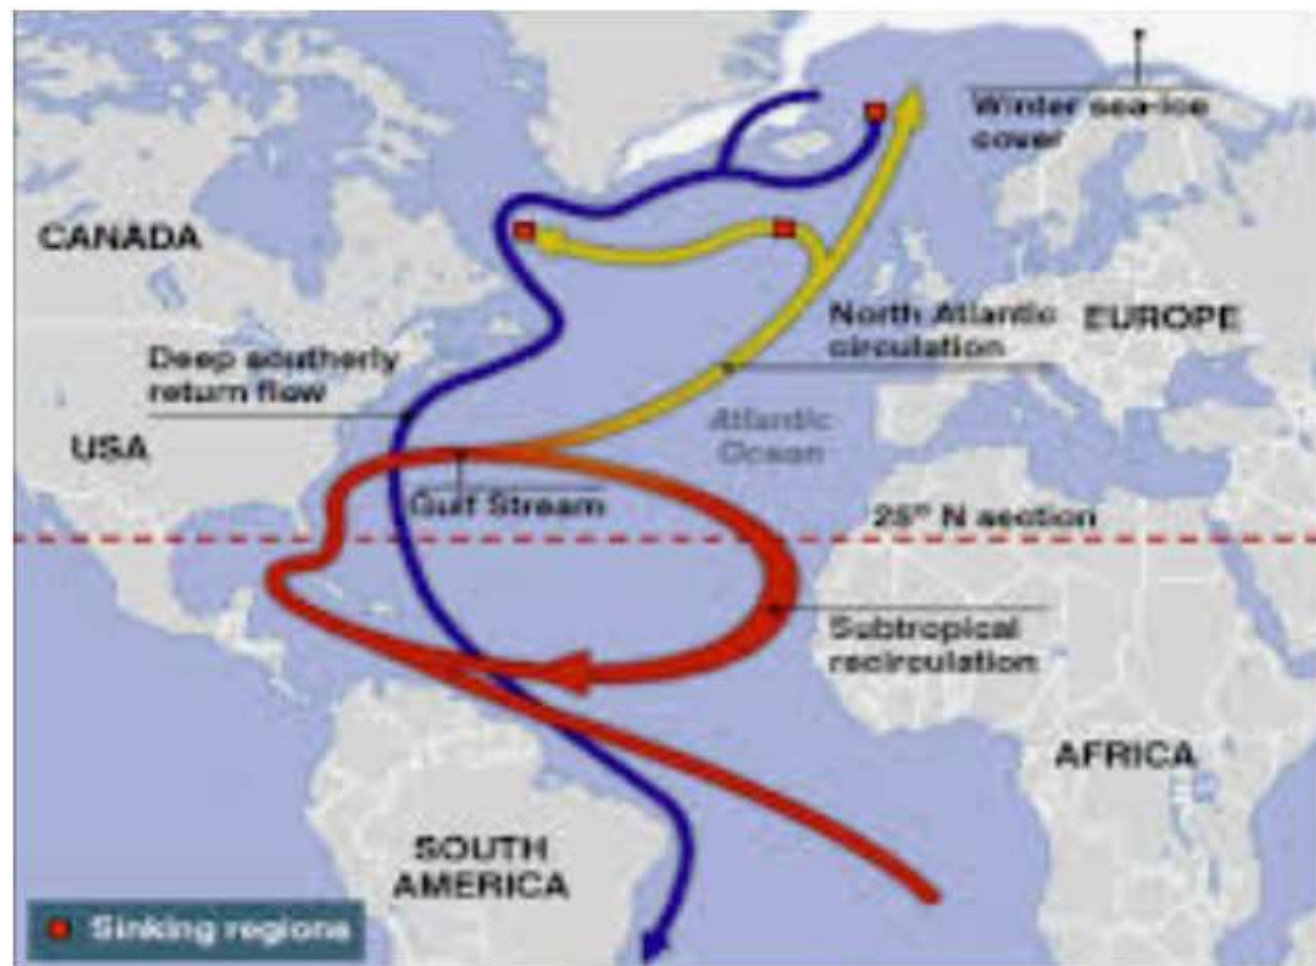 Winter sea-ice
cover
CANADA
North Atlantic
circulation
EUROPE
Deep southerly
return flow
Atlantic
Ocean
USA
Gulf Stream
25° N section
Subtropical
recirculation
AFRICA
SOUTH
AMERICA
Sinking regions